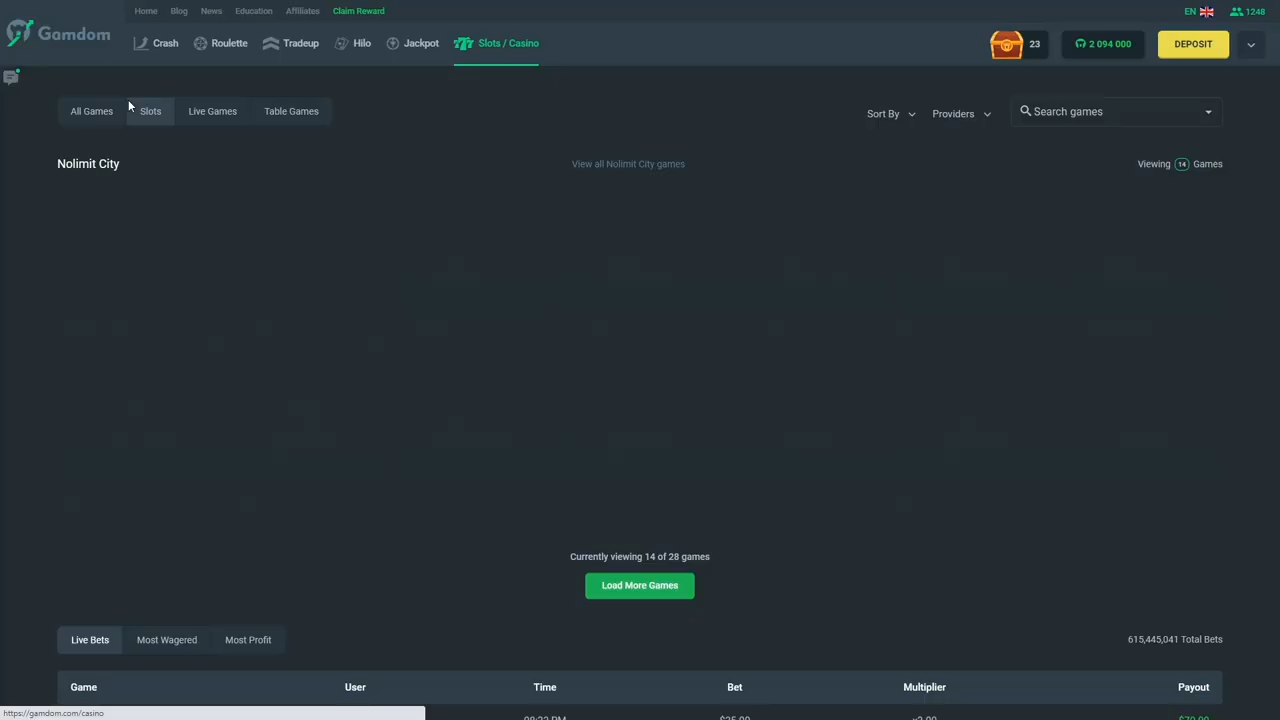 Home Blog News Education Affiliates Claim Reward EN 1248
Gamdom Crash Roulette Tradeup Hilo Jackpot Slots / Casino 23 2 094 000 DEPOSIT
All Games Slots Live Games Table Games Sort By Providers Search games
Nolimit City View all Nolimit City games Viewing 14 Games
Currently viewing 14 of 28 games
Load More Games
Live Bets Most Wagered Most Profit 615,445,041 Total Bets
Game User Time Bet Multiplier Payout
https://gamdom.com/casino